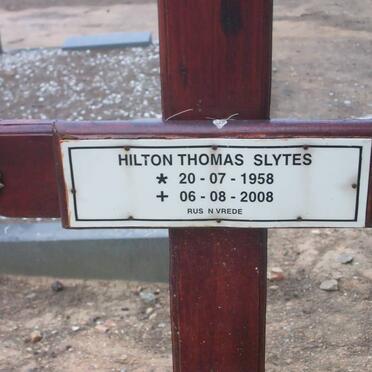 HILTON THOMAS SLYTES
* 20 - 07 - 1958
+ 06 - 08 - 2008
RUS N VREDE